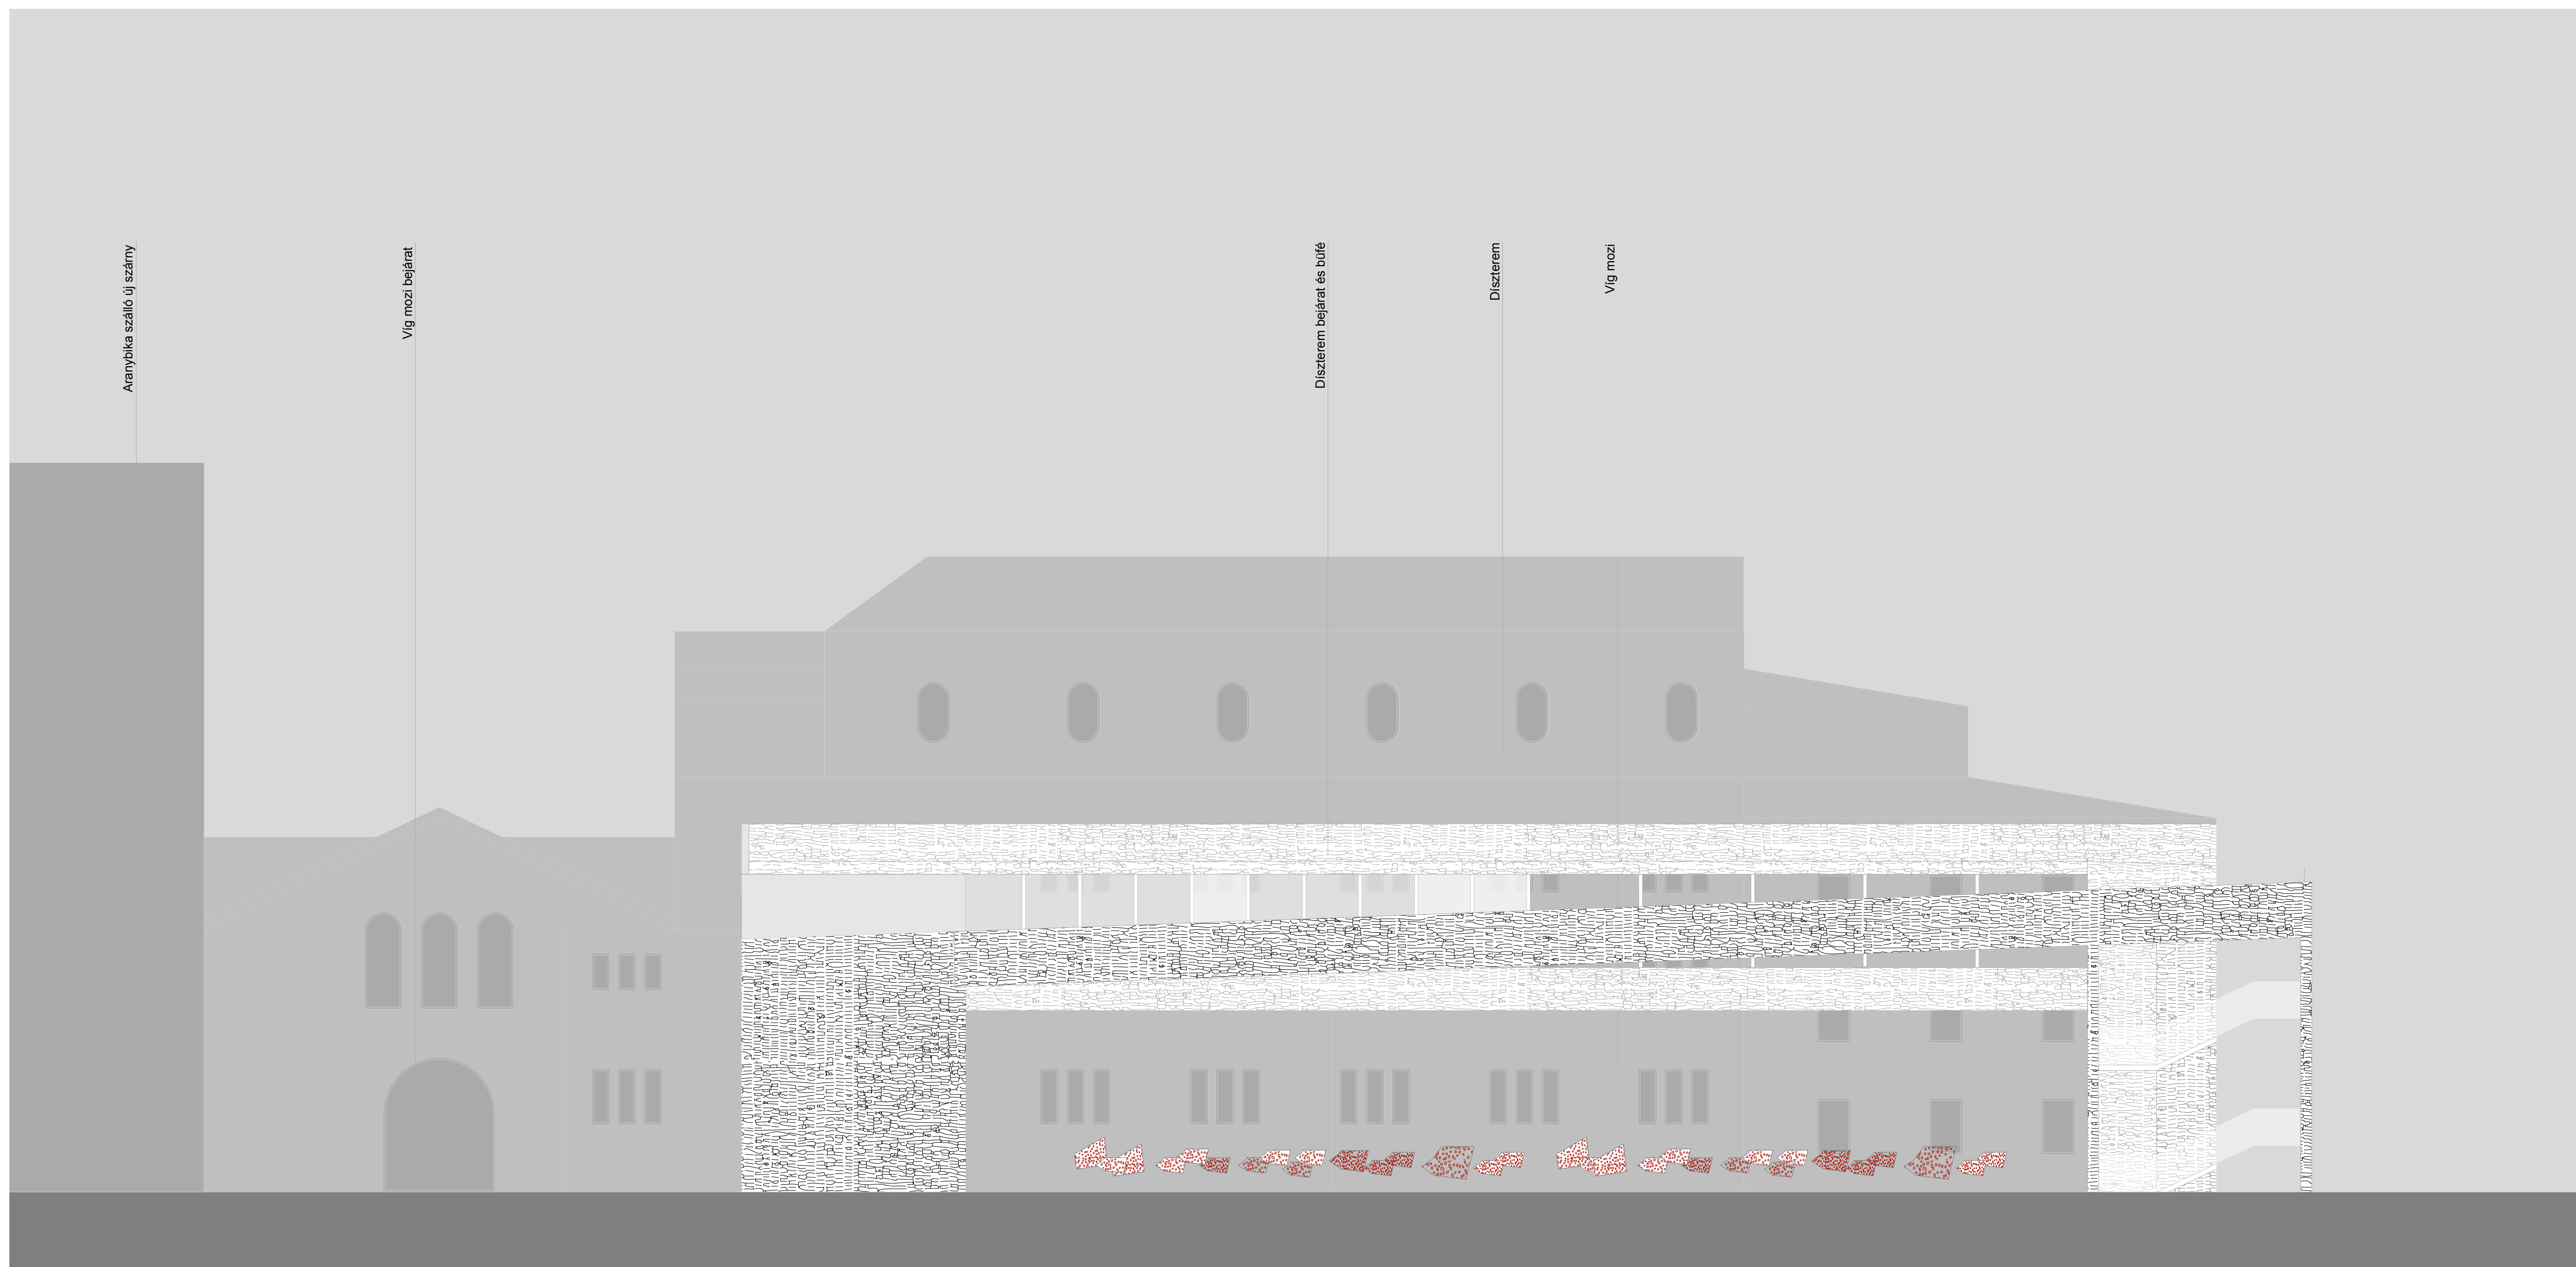 Aranybika szálló új szárny
Víg mozi bejárat
Díszterem bejárat és büfé
Díszterem
Víg mozi